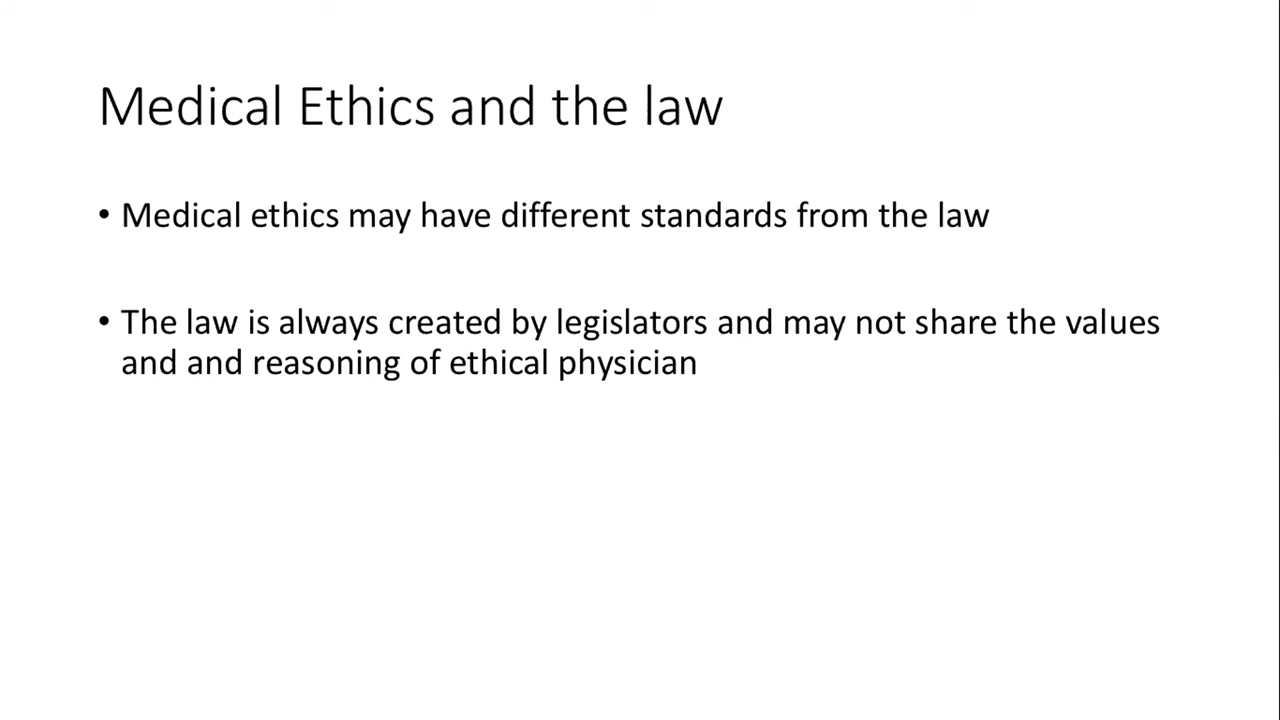 Medical Ethics and the law
• Medical ethics may have different standards from the law
• The law is always created by legislators and may not share the values
and and reasoning of ethical physician